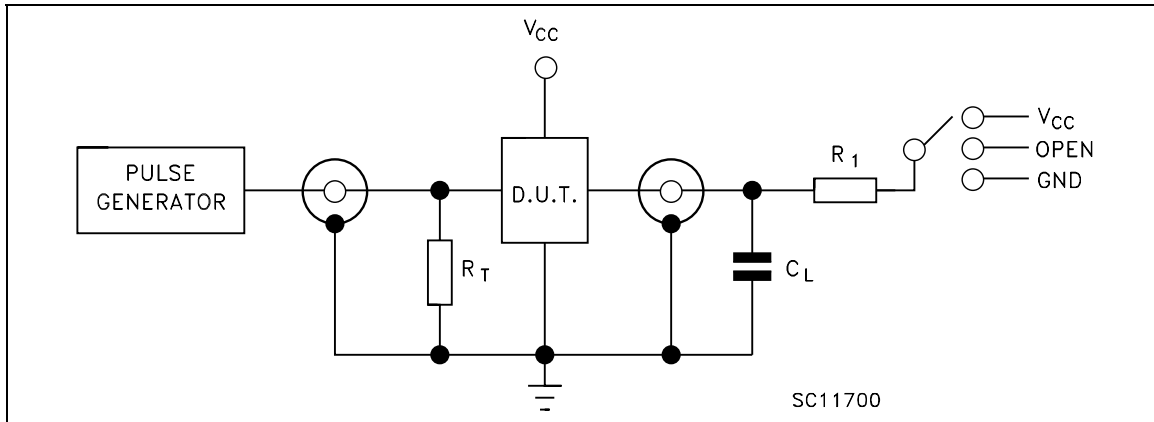 VCC
PULSE
GENERATOR
D.U.T.
RT
CL
R1
VCC
OPEN
GND
SC11700